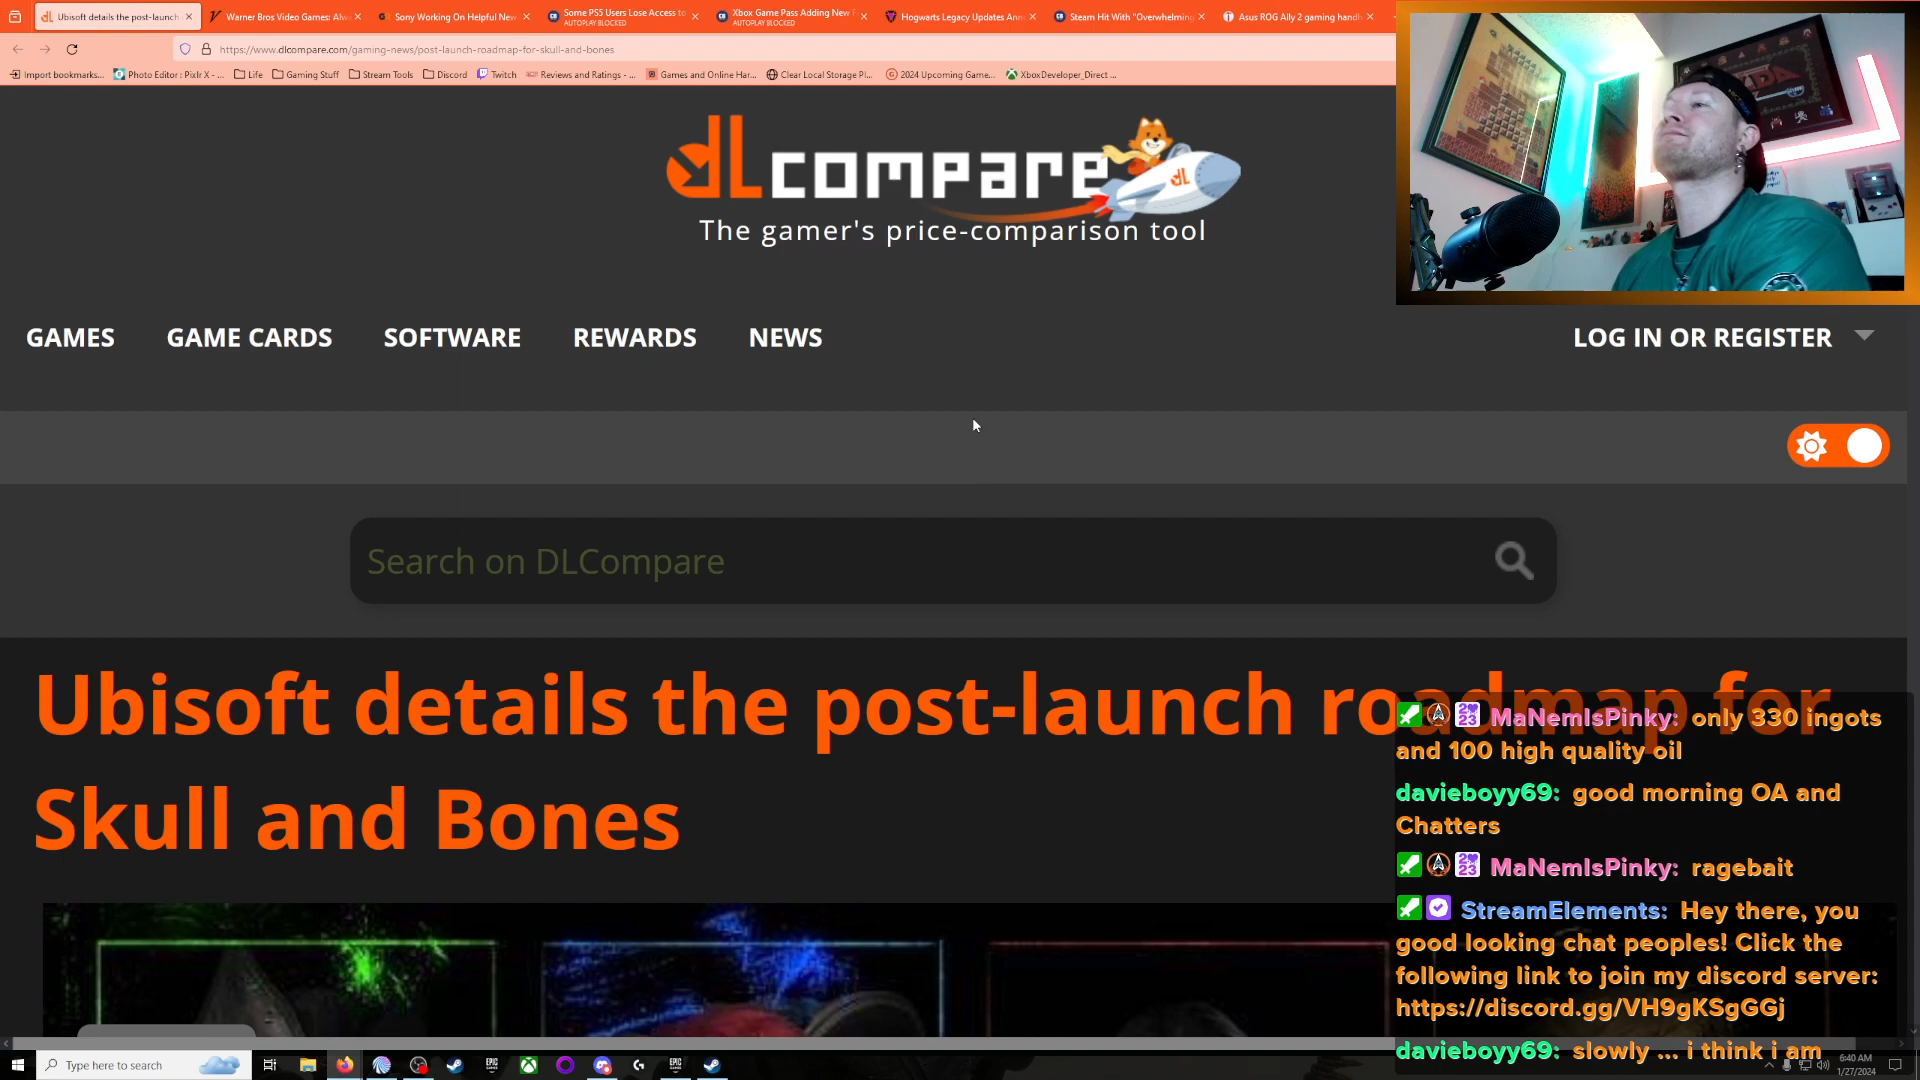 Ubisoft details the post-launch
Warner Bros Video Games: Alw
Sony Working On Helpful New
Some PS5 Users Lose Access to
AUTOPLAY BLOCKED
Xbox Game Pass Adding New
AUTOPLAY BLOCKED
Hogwarts Legacy Updates Ann
Steam Hit With "Overwhelming
Asus ROG Ally 2 gaming handh
https://www.dlcompare.com/gaming-news/post-launch-roadmap-for-skull-and-bones
Import bookmarks...
Photo Editor : Pixlr X - ...
Life
Gaming Stuff
Stream Tools
Discord
Twitch
Reviews and Ratings - ...
Games and Online Har...
Clear Local Storage Pl...
2024 Upcoming Game...
XboxDeveloper_Direct ...
dLcompare
dL
The gamer's price-comparison tool
GAMES GAME CARDS SOFTWARE REWARDS NEWS
LOG IN OR REGISTER
Search on DLCompare
Ubisoft details the post-launch roadmap for
Skull and Bones
MaNemIsPinky: only 330 ingots
and 100 high quality oil
davieboyy69: good morning OA and
Chatters
MaNemIsPinky: ragebait
StreamElements: Hey there, you
good looking chat peoples! Click the
following link to join my discord server:
https://discord.gg/VH9gKSgGGj
davieboyy69: slowly ... i think i am
Type here to search
6:40 AM
1/27/2024